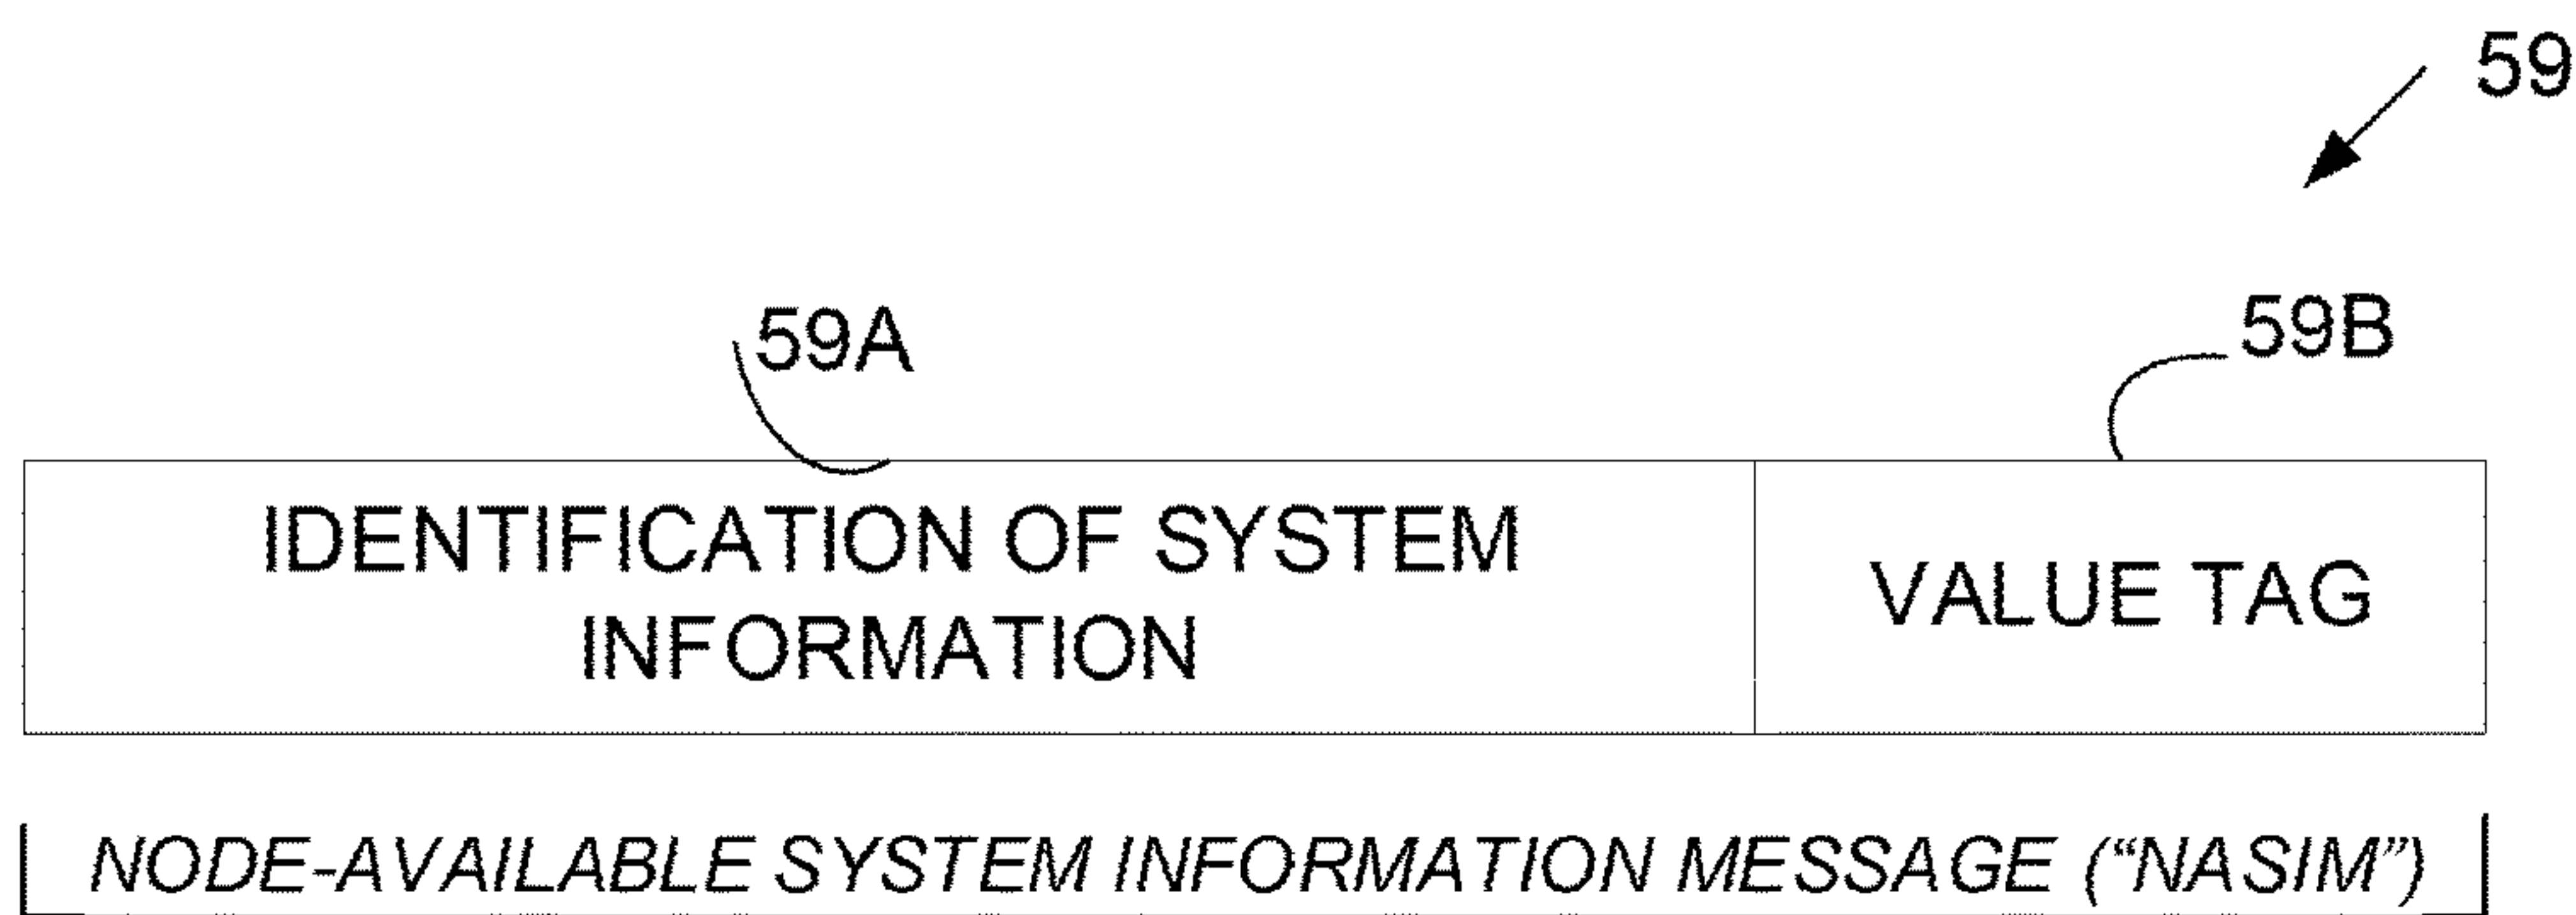 59
59A
59B
IDENTIFICATION OF SYSTEM
INFORMATION
VALUE TAG
NODE-AVAILABLE SYSTEM INFORMATION MESSAGE (“NASIM”)